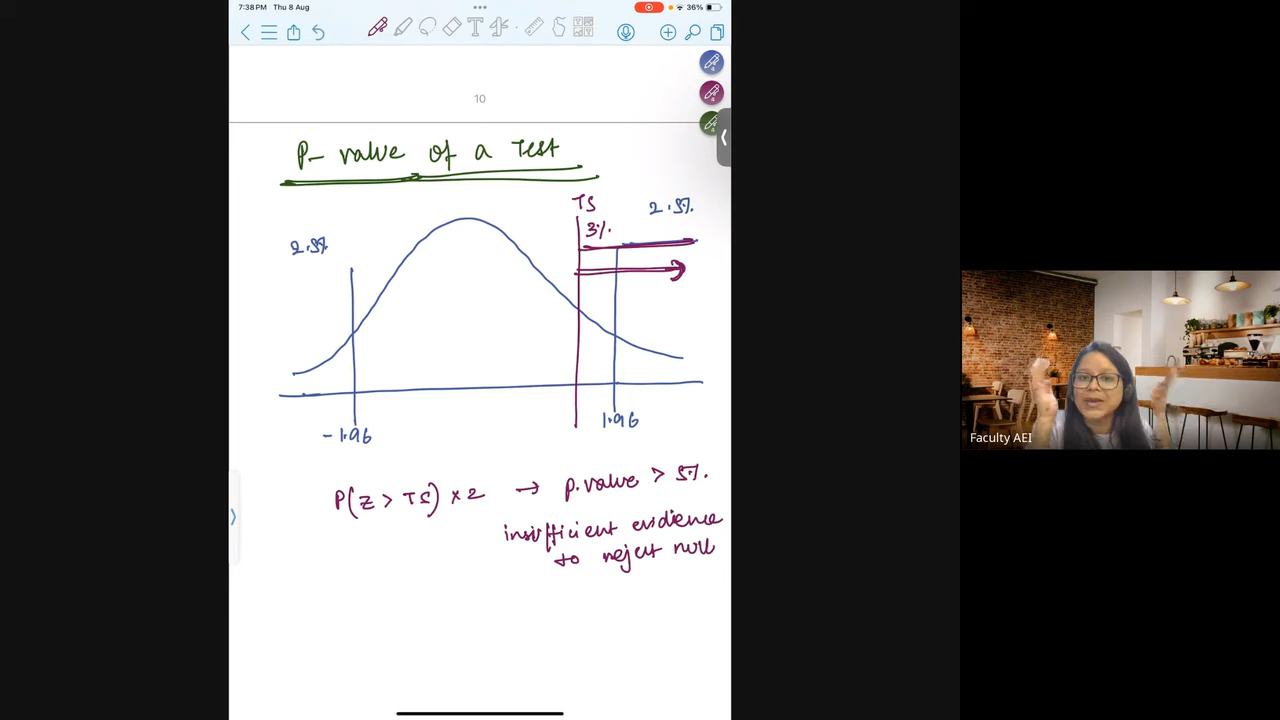 7:38 PM Thu 8 Aug
36%
10
P- value of a Test
TS
2.5%
3%.
2.5%
-1.96
1.96
P(Z > TS) × 2 → p.value > 5%.
insufficient evidence
to reject null
Faculty AEI